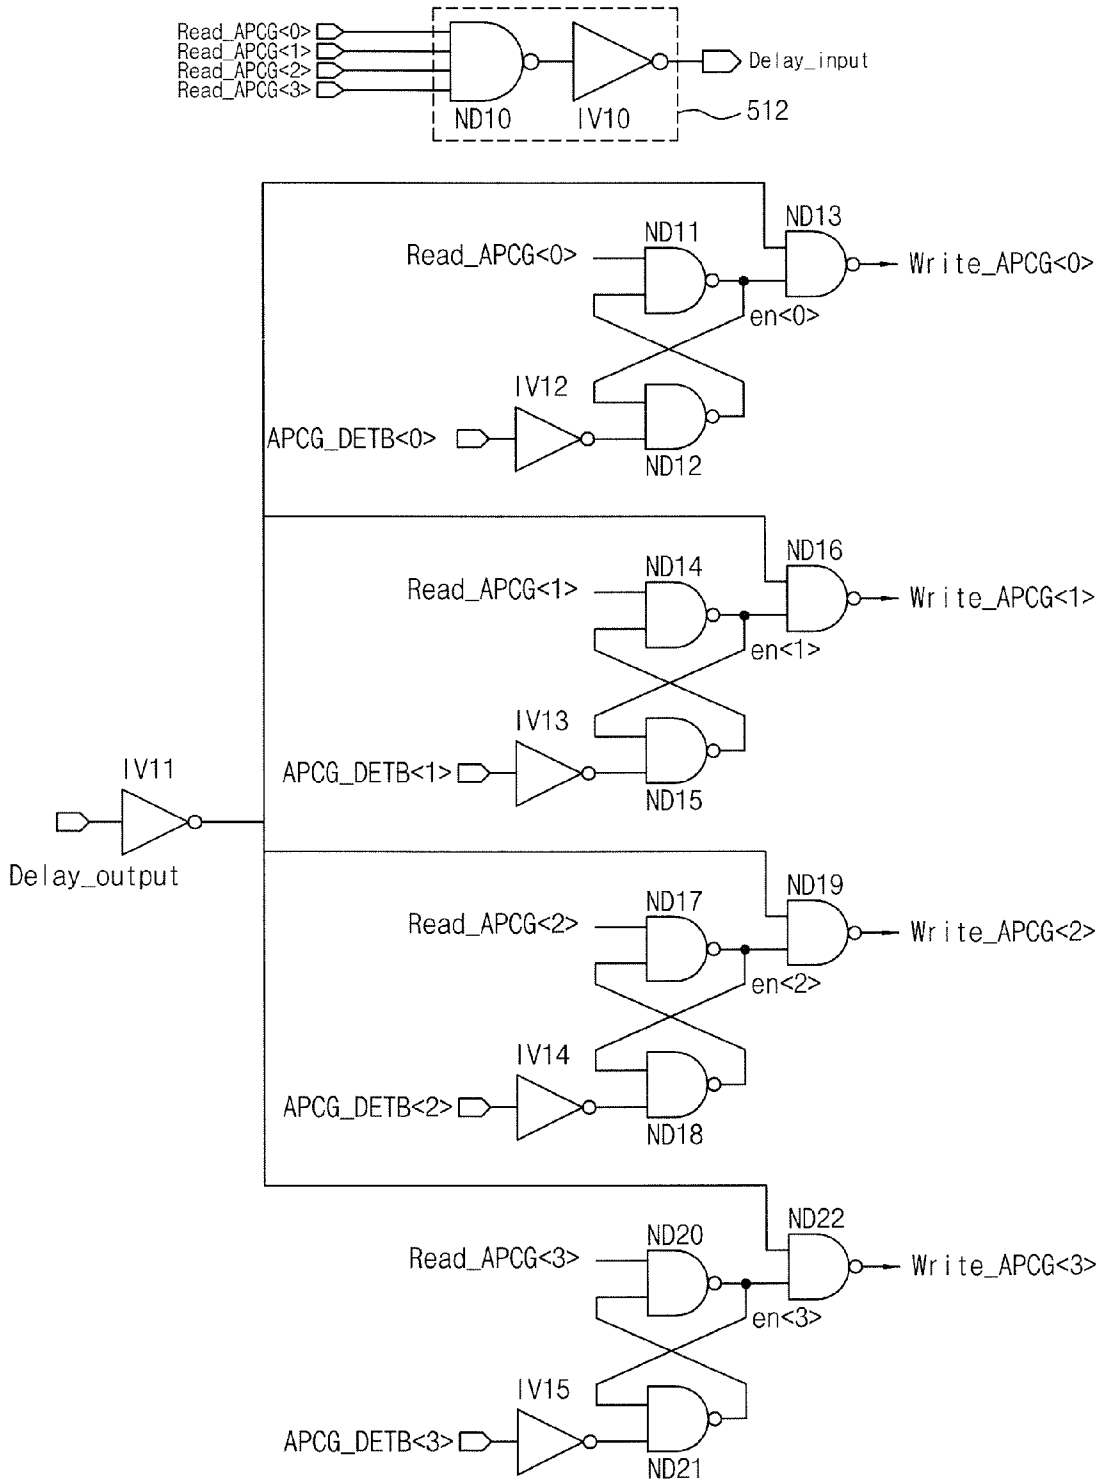 Read_APCG<0>
Read_APCG<1>
Read_APCG<2>
Read_APCG<3>
ND10
IV10
Delay_input
512
ND13
ND11
Read_APCG<0>
Write_APCG<0>
en<0>
IV12
APCG_DETB<0>
ND12
ND16
ND14
Read_APCG<1>
Write_APCG<1>
en<1>
IV13
APCG_DETB<1>
ND15
IV11
Delay_output
ND19
ND17
Read_APCG<2>
Write_APCG<2>
en<2>
IV14
APCG_DETB<2>
ND18
ND22
ND20
Read_APCG<3>
Write_APCG<3>
en<3>
IV15
APCG_DETB<3>
ND21